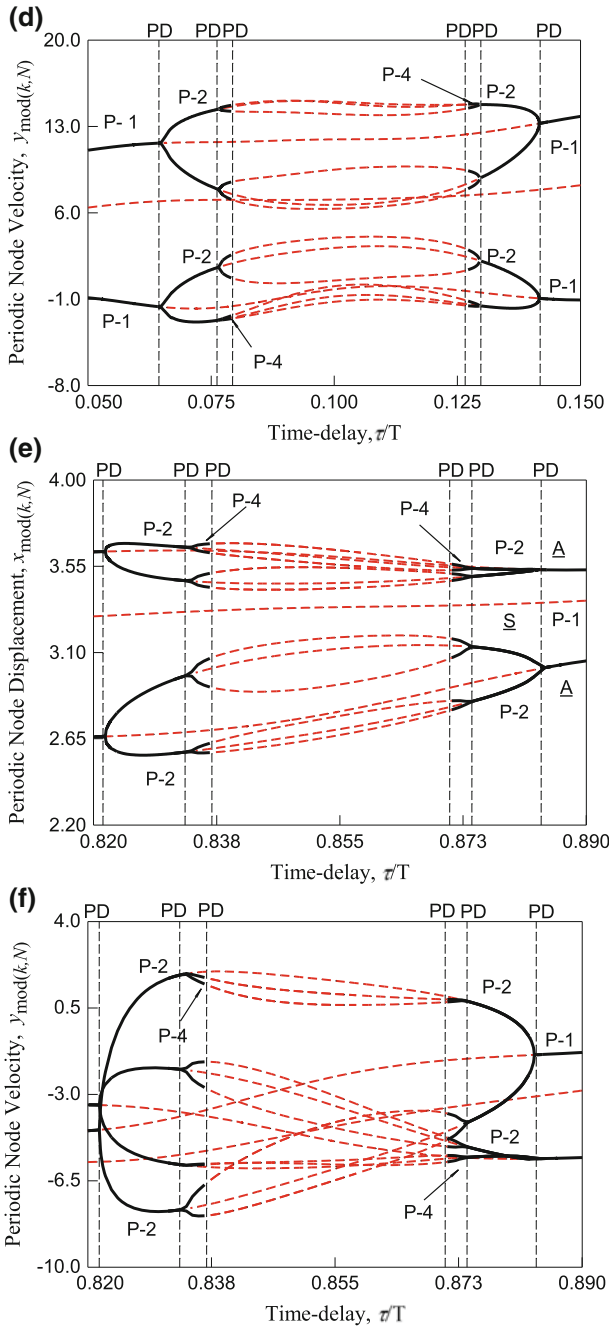 (d)
PD PD PD PD PD PD
20.0
13.0
6.0
-1.0
-8.0
Periodic Node Velocity, y mod(k,N)
P- 1
P-2
P-4
P-2
P-1
P-2
P-2
P-1
P-1
P-4
0.050 0.075 0.100 0.125 0.150
Time-delay, τ/T
(e)
PD PD PD PD PD PD
4.00
3.55
3.10
2.65
2.20
Periodic Node Displacement, x mod(k,N)
P-2
P-4
P-4
P-2
A
S
P-1
A
P-2
P-2
0.820 0.838 0.855 0.873 0.890
Time-delay, τ/T
(f)
PD PD PD PD PD PD
4.0
0.5
-3.0
-6.5
-10.0
Periodic Node Velocity, y mod(k,N)
P-2
P-4
P-2
P-1
P-2
P-2
P-4
0.820 0.838 0.855 0.873 0.890
Time-delay, τ/T